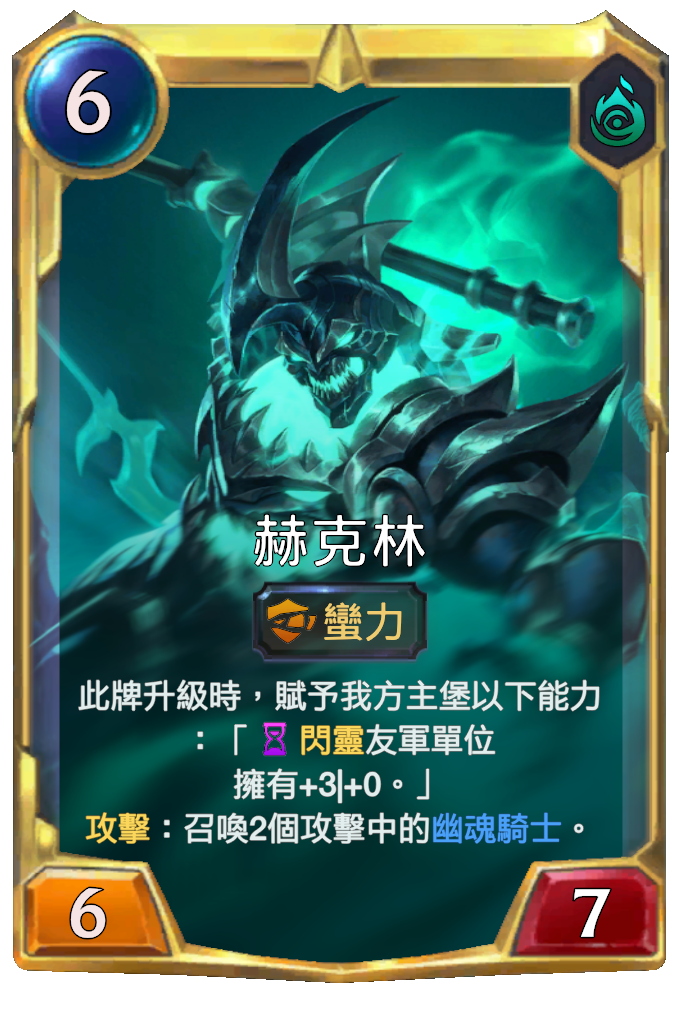 6
赫克林
蠻力
此牌升級時，賦予我方主堡以下能力
：「閃靈友軍單位
擁有+3|+0。」
攻擊：召喚2個攻擊中的幽魂騎士。
6
7